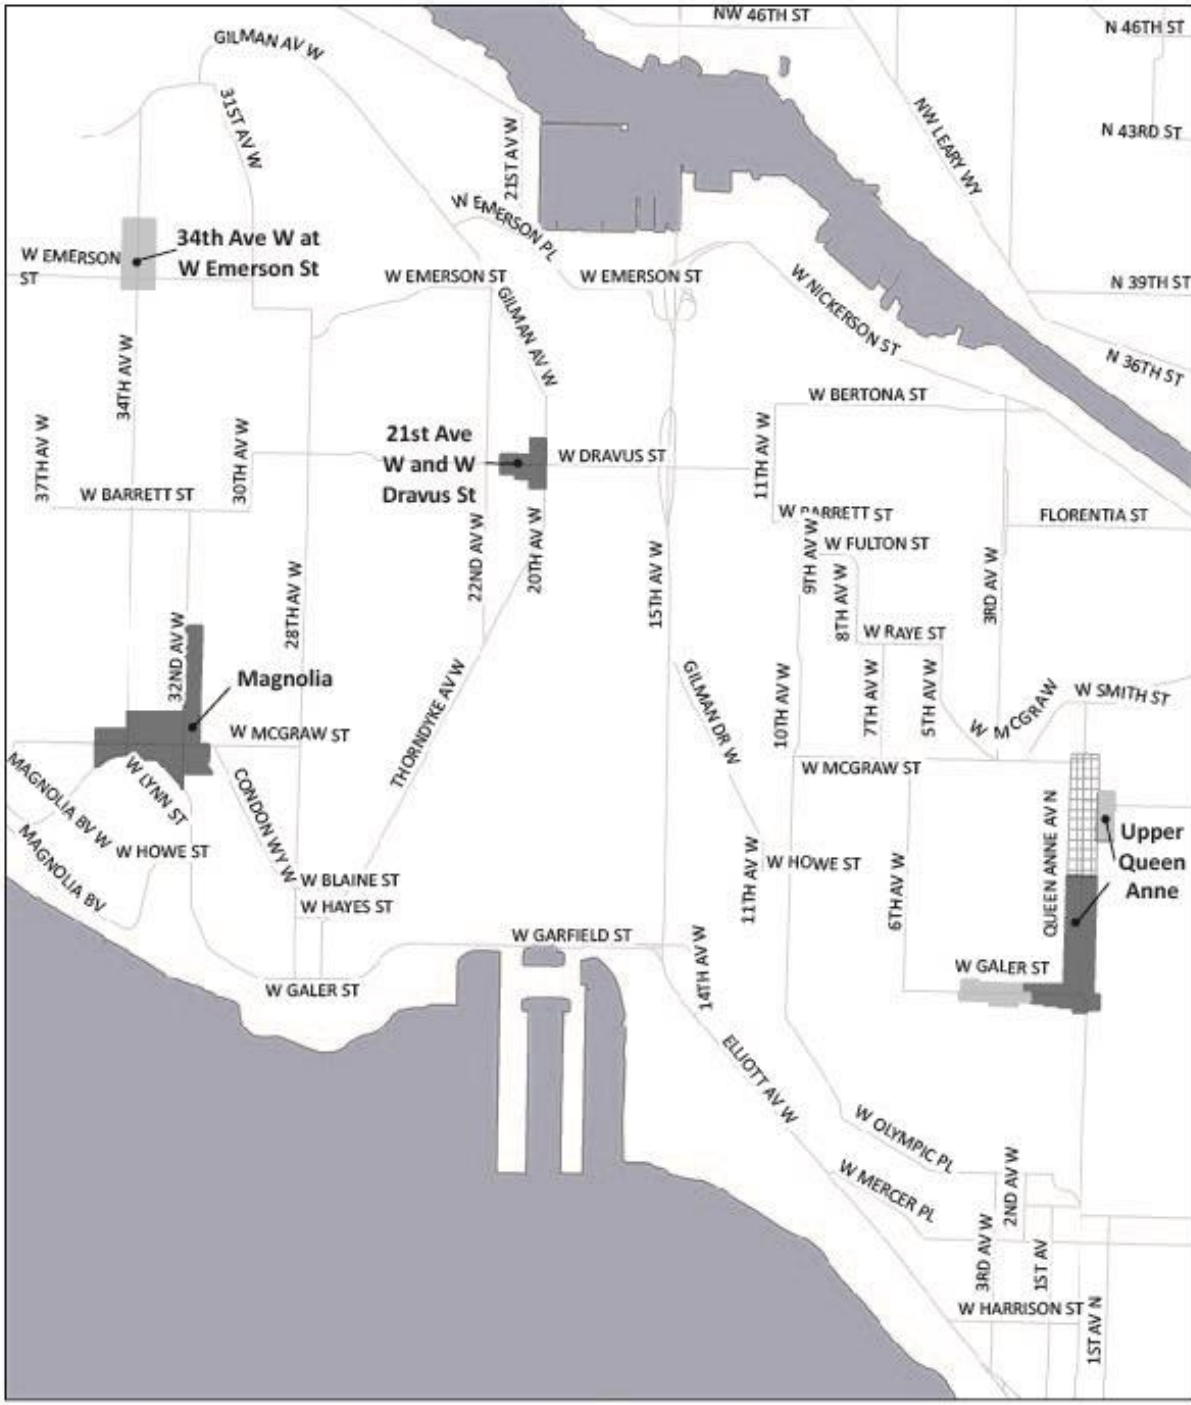 NW 46TH ST
N 46TH ST
GILMAN AV W
31ST AV W
21ST AV W
NW LEARY WY
N 43RD ST
W EMERSON PL
34th Ave W at
W Emerson St
W EMERSON
ST
W EMERSON ST
W EMERSON ST
W NICKERSON ST
N 39TH ST
GILMAN AV W
N 36TH ST
34TH AV W
W BERTONA ST
37TH AV W
30TH AV W
21st Ave
W and W
Dravus St
W DRAVUS ST
11TH AV W
W BARRETT ST
W BARRETT ST
FLORENTIA ST
22ND AV W
20TH AV W
15TH AV W
9TH AV W
W FULTON ST
8TH AV W
3RD AV W
28TH AV W
32ND AV W
W RAYE ST
Magnolia
THORNDYKE AV W
GILMAN DR W
10TH AV W
7TH AV W
5TH AV W
W MCGRAW
W SMITH ST
W MCGRAW ST
W MCGRAW ST
MAGNOLIA BV W
W LYNN ST
CONDON WY W
QUEEN ANNE AV N
Upper
Queen
Anne
MAGNOLIA BV
W HOWE ST
W HOWE ST
11TH AV W
6TH AV W
W BLAINE ST
W HAYES ST
W GARFIELD ST
14TH AV W
W GALER ST
W GALER ST
ELLIOTT AV W
W OLYMPIC PL
W MERCER PL
2ND AV W
3RD AV W
1ST AV
W HARRISON ST
1ST AV N